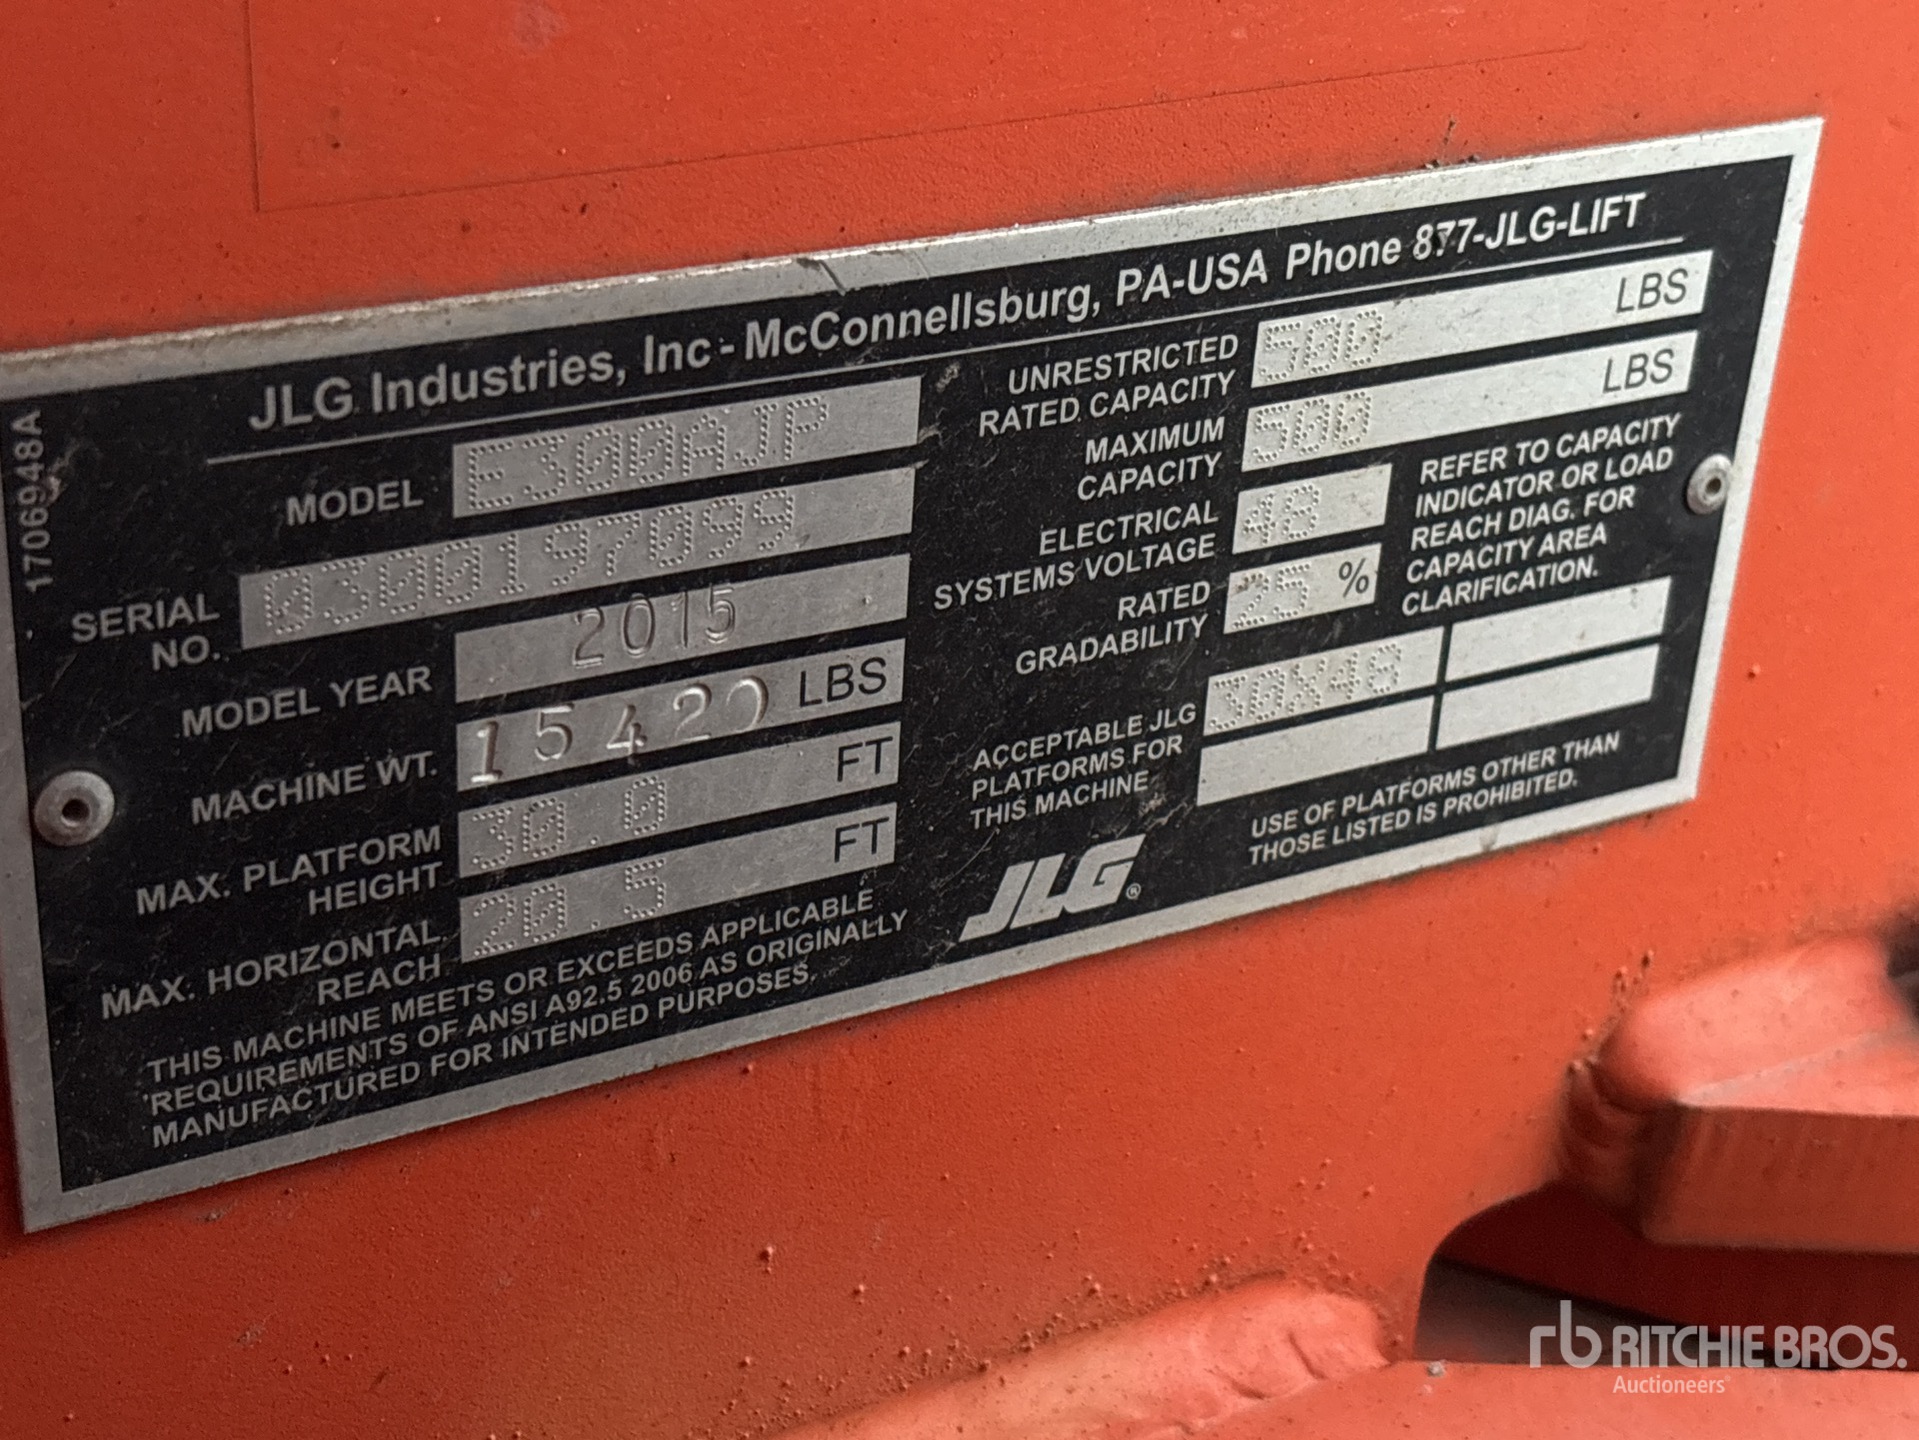 JLG Industries, Inc - McConnellsburg, PA-USA Phone 877-JLG-LIFT
1706948A
MODEL E300AJP
SERIAL NO. 0300197099
MODEL YEAR 2015
MACHINE WT. 15420 LBS
MAX. PLATFORM HEIGHT 30.0 FT
MAX. HORIZONTAL REACH 20.5 FT
THIS MACHINE MEETS OR EXCEEDS APPLICABLE
REQUIREMENTS OF ANSI A92.5 2006 AS ORIGINALLY
MANUFACTURED FOR INTENDED PURPOSES.
UNRESTRICTED RATED CAPACITY 500 LBS
MAXIMUM CAPACITY 500 LBS
ELECTRICAL SYSTEMS VOLTAGE 48
RATED GRADABILITY 25 %
REFER TO CAPACITY
INDICATOR OR LOAD
REACH DIAG. FOR
CAPACITY AREA
CLARIFICATION.
ACCEPTABLE JLG
PLATFORMS FOR
THIS MACHINE
30X48
USE OF PLATFORMS OTHER THAN
THOSE LISTED IS PROHIBITED.
JLG®
rb RITCHIE BROS.
Auctioneers